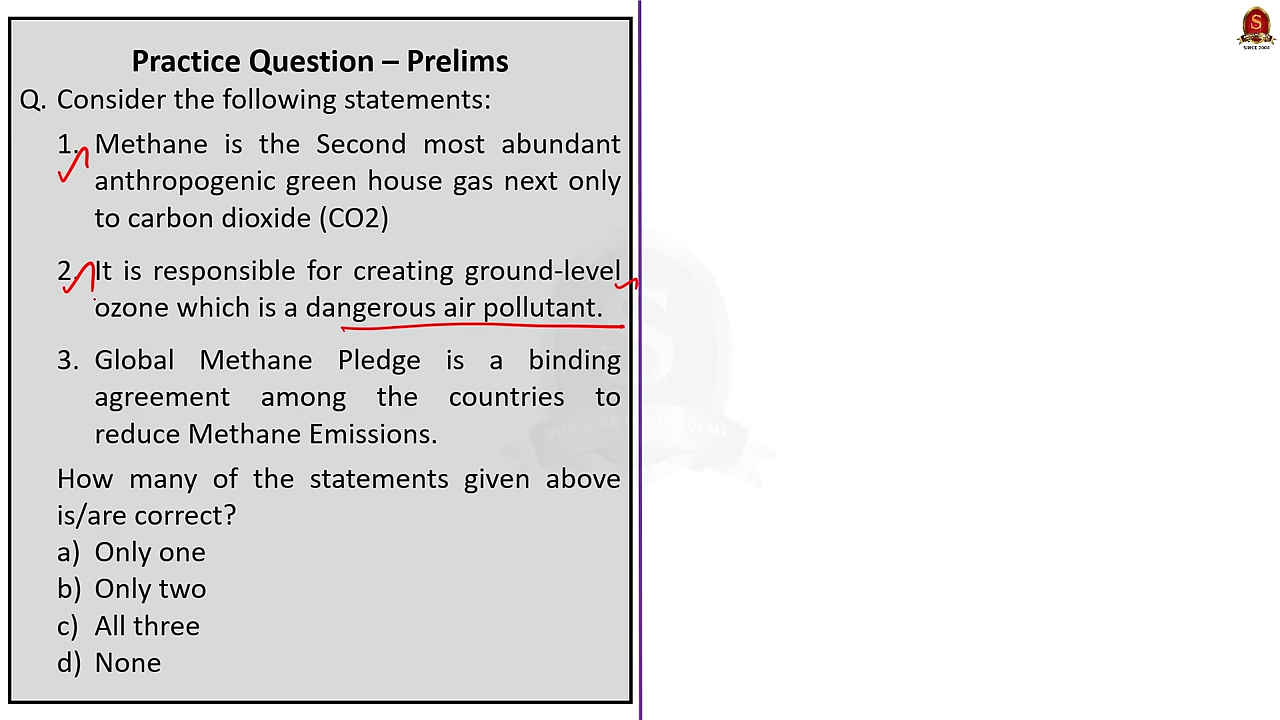 Practice Question – Prelims
Q. Consider the following statements:
1. Methane is the Second most abundant
anthropogenic green house gas next only
to carbon dioxide (CO2)
2. It is responsible for creating ground-level
ozone which is a dangerous air pollutant.
3. Global Methane Pledge is a binding
agreement among the countries to
reduce Methane Emissions.
How many of the statements given above
is/are correct?
a) Only one
b) Only two
c) All three
d) None
S
SINCE 2004